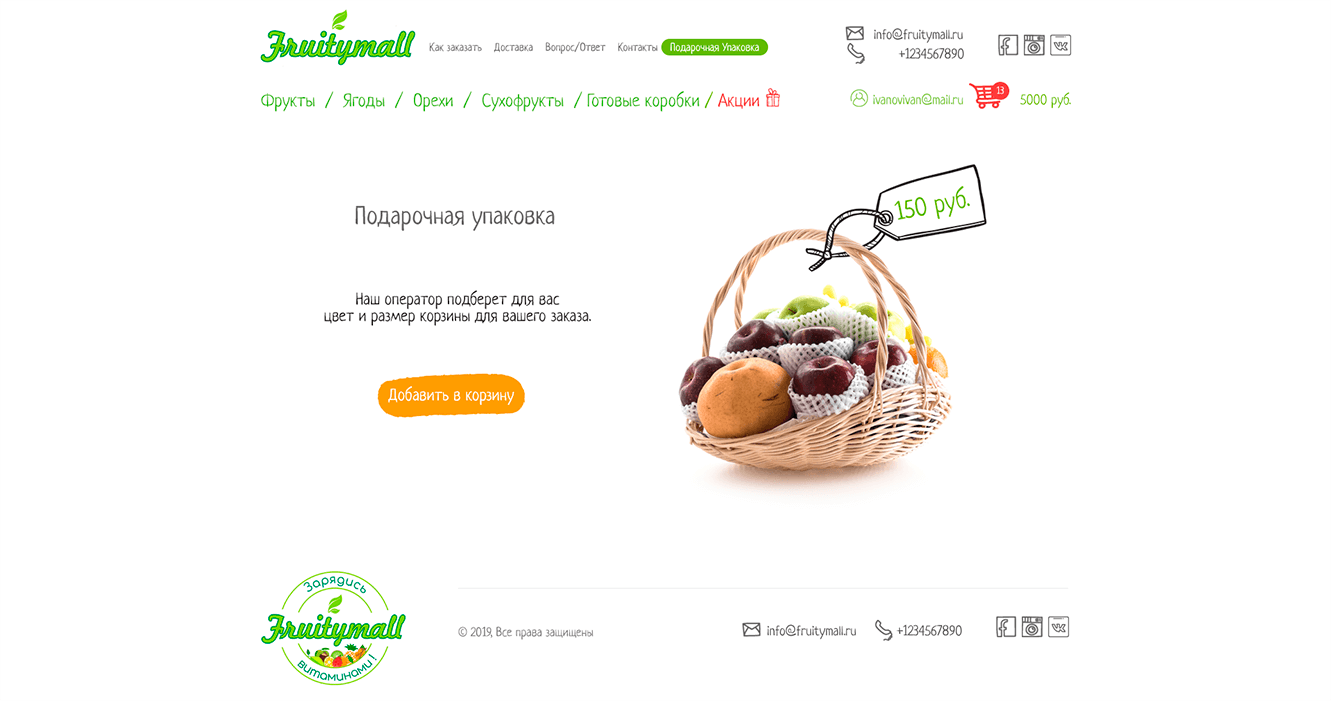 Fruitymall
Как заказать Доставка Вопрос/Ответ Контакты Подарочная Упаковка
info@fruitymall.ru
+1234567890
Фрукты / Ягоды / Орехи / Сухофрукты / Готовые коробки / Акции
ivanovivan@mail.ru 13 5000 руб.
150 руб.
Подарочная упаковка
Наш оператор подберет для вас
цвет и размер корзины для вашего заказа.
Добавить в корзину
Зарядись
Fruitymall
витаминами!
© 2019, Все права защищены
info@fruitymall.ru +1234567890